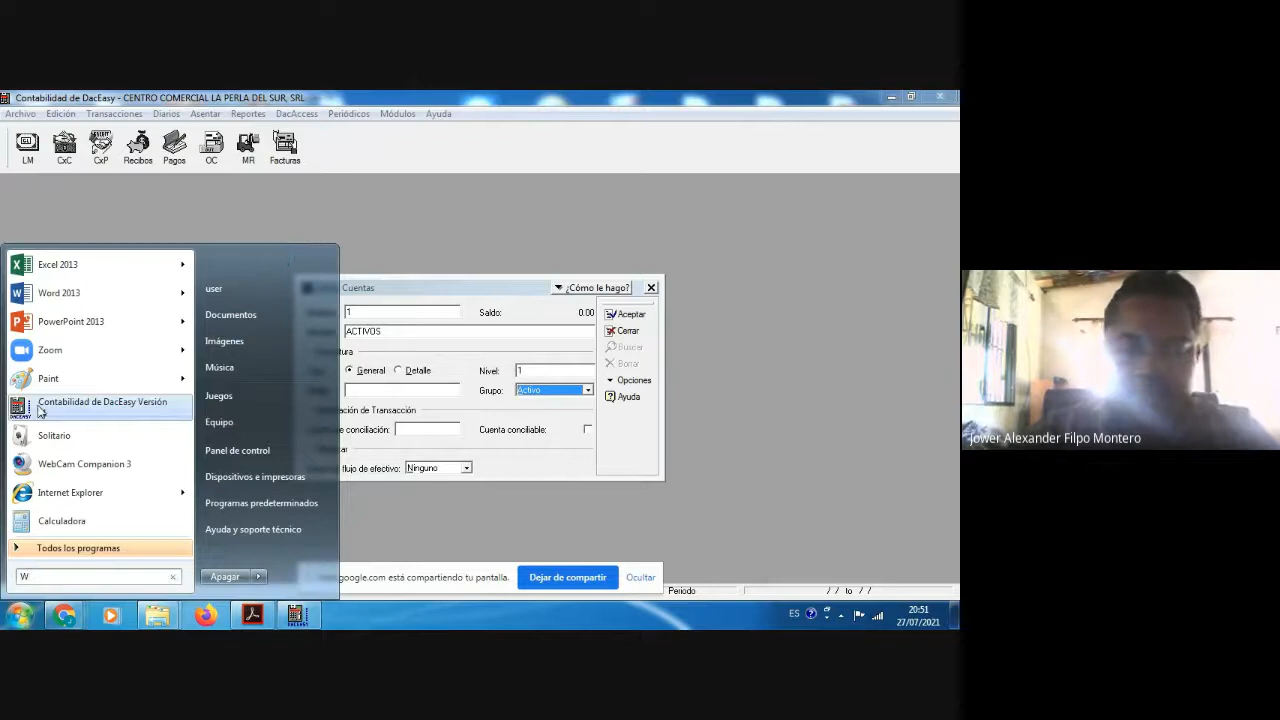 Contabilidad de DacEasy - CENTRO COMERCIAL LA PERLA DEL SUR, SRL
Archivo Edición Transacciones Diarios Asentar Reportes DacAccess Periódicos Módulos Ayuda
LM CxC CxP Recibos Pagos OC MR Facturas
Excel 2013
Word 2013
PowerPoint 2013
Zoom
Paint
Contabilidad de DacEasy Versión
Solitario
WebCam Companion 3
Internet Explorer
Calculadora
Todos los programas
W
user
Documentos
Imágenes
Música
Juegos
Equipo
Panel de control
Dispositivos e impresoras
Programas predeterminados
Ayuda y soporte técnico
Apagar
Cuentas
¿Cómo le hago?
1
Saldo: 0.00
ACTIVOS
General Detalle
Nivel: 1
Grupo: Activo
de Transacción
conciliación:
Cuenta conciliable:
flujo de efectivo: Ninguno
Aceptar
Cerrar
Buscar
Borrar
Opciones
Ayuda
google.com está compartiendo tu pantalla.
Dejar de compartir
Ocultar
Periodo
/ / to / /
ES
20:51
27/07/2021
Jower Alexander Filpo Montero